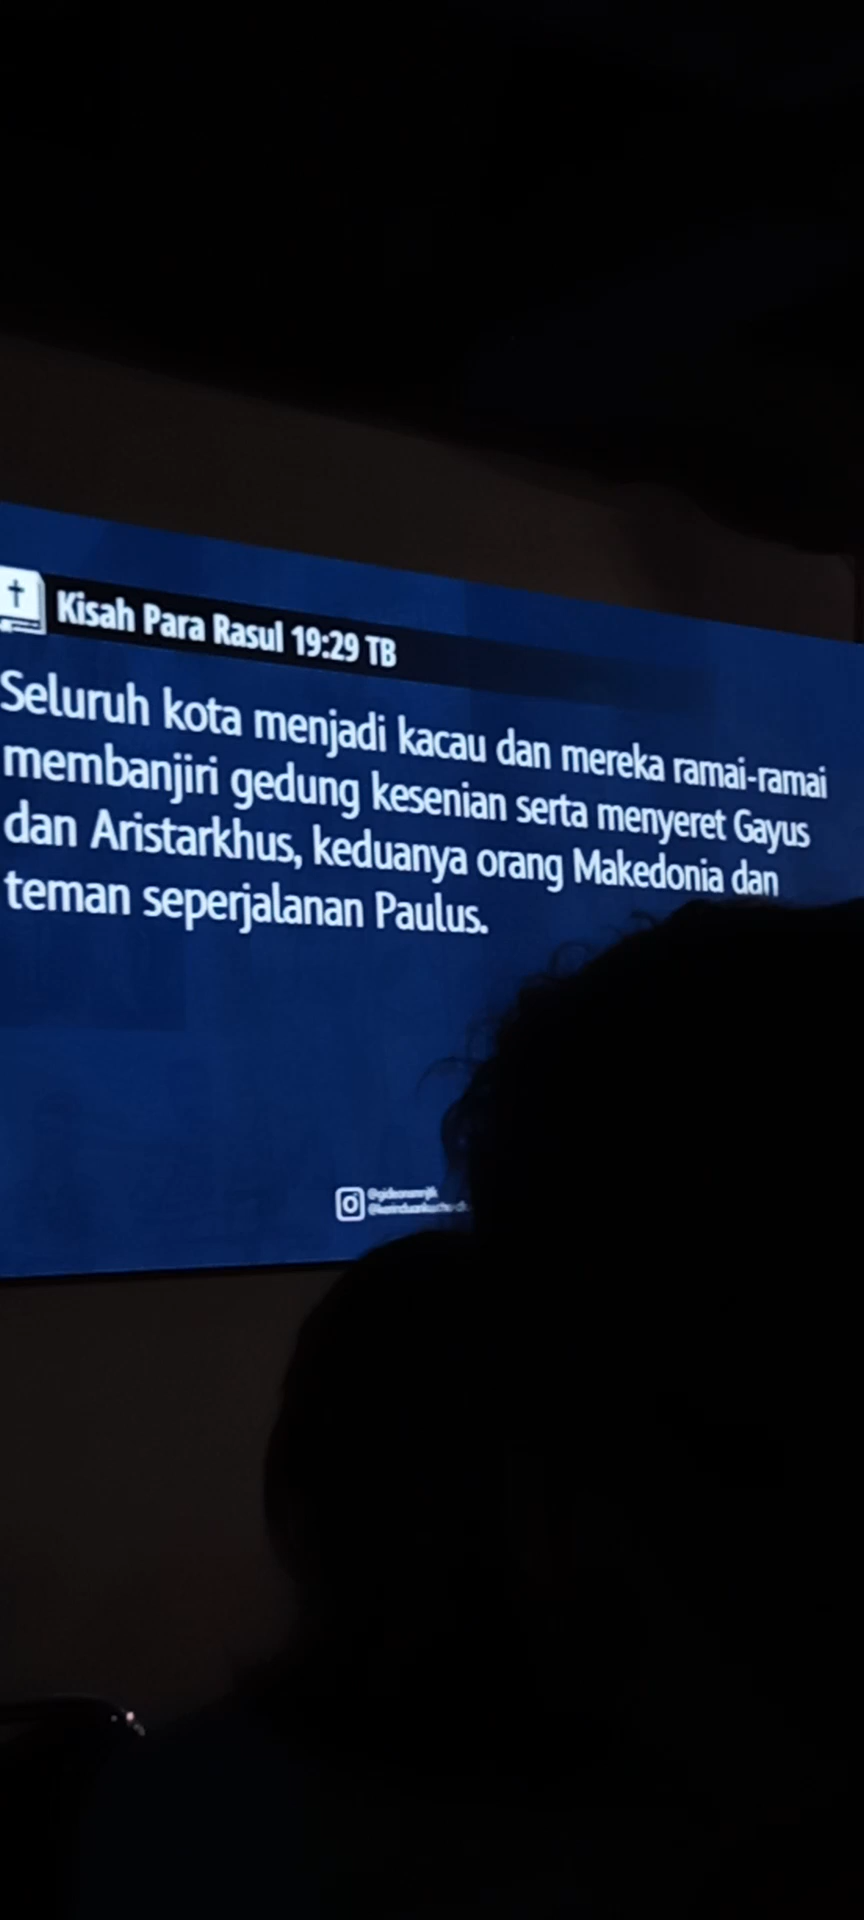 Kisah Para Rasul 19:29 TB
Seluruh kota menjadi kacau dan mereka ramai-ramai
membanjiri gedung kesenian serta menyeret Gayus
dan Aristarkhus, keduanya orang Makedonia dan
teman seperjalanan Paulus.